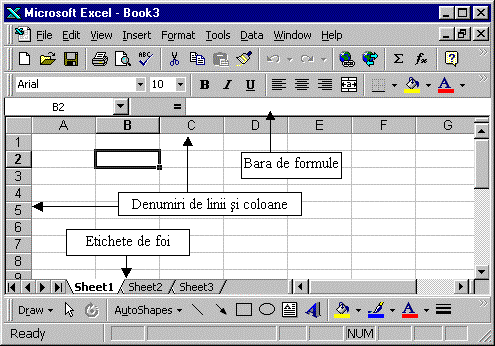 Microsoft Excel - Book3
File Edit View Insert Format Tools Data Window Help
ABC Σ fx ?
Arial 10 B I U A
B2 =
A B C D E F G
1
2
3
4
5
6
7
8
9
Bara de formule
Denumiri de linii şi coloane
Etichete de foi
Sheet1 Sheet2 Sheet3
Draw AutoShapes A A
Ready NUM